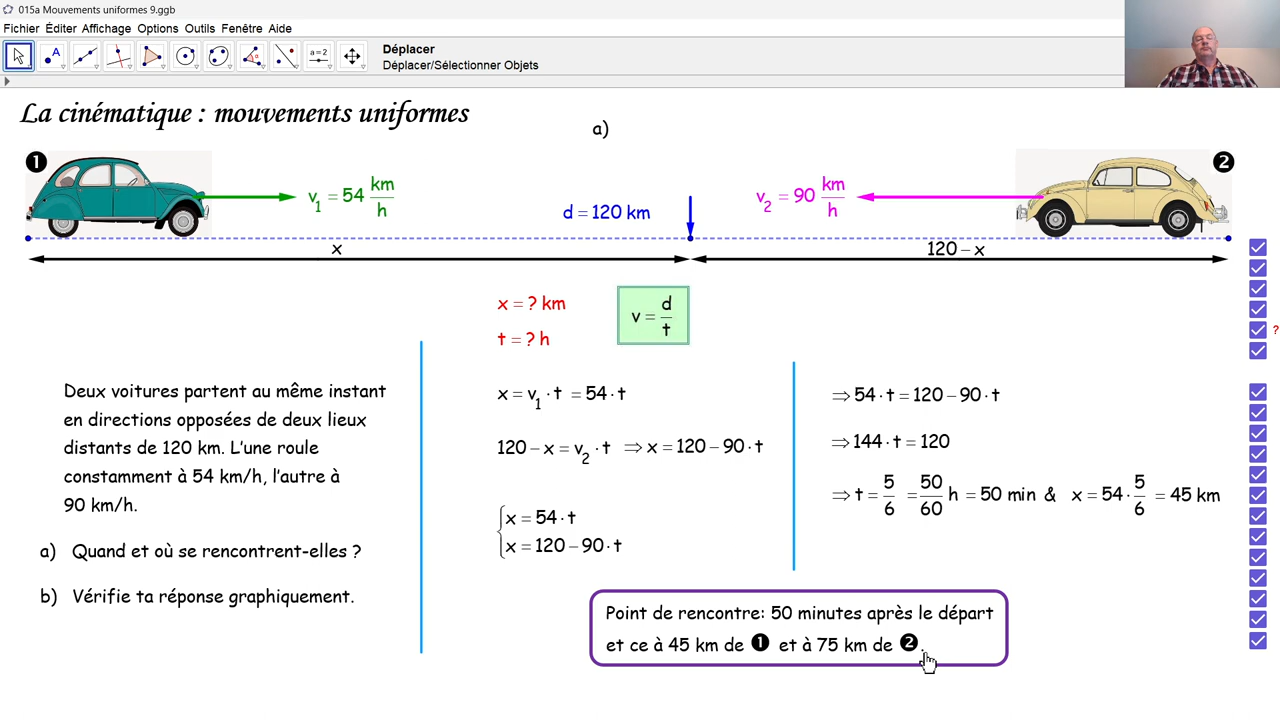 015a Mouvements uniformes 9.ggb
Fichier Éditer Affichage Options Outils Fenêtre Aide
A
a=2
Déplacer
Déplacer/Sélectionner Objets
La cinématique : mouvements uniformes
a)
❶
❷
v₁ = 54 km/h
d = 120 km
v₂ = 90 km/h
x
120 – x
x = ? km
v = d/t
t = ? h
?
Deux voitures partent au même instant
en directions opposées de deux lieux
distants de 120 km. L’une roule
constamment à 54 km/h, l’autre à
90 km/h.
a) Quand et où se rencontrent-elles ?
b) Vérifie ta réponse graphiquement.
x = v₁ · t = 54 · t
120 – x = v₂ · t ⇒ x = 120 – 90 · t
x = 54 · t
x = 120 – 90 · t
⇒ 54 · t = 120 – 90 · t
⇒ 144 · t = 120
⇒ t = 5/6 = 50/60 h = 50 min & x = 54 · 5/6 = 45 km
Point de rencontre: 50 minutes après le départ
et ce à 45 km de ❶ et à 75 km de ❷.